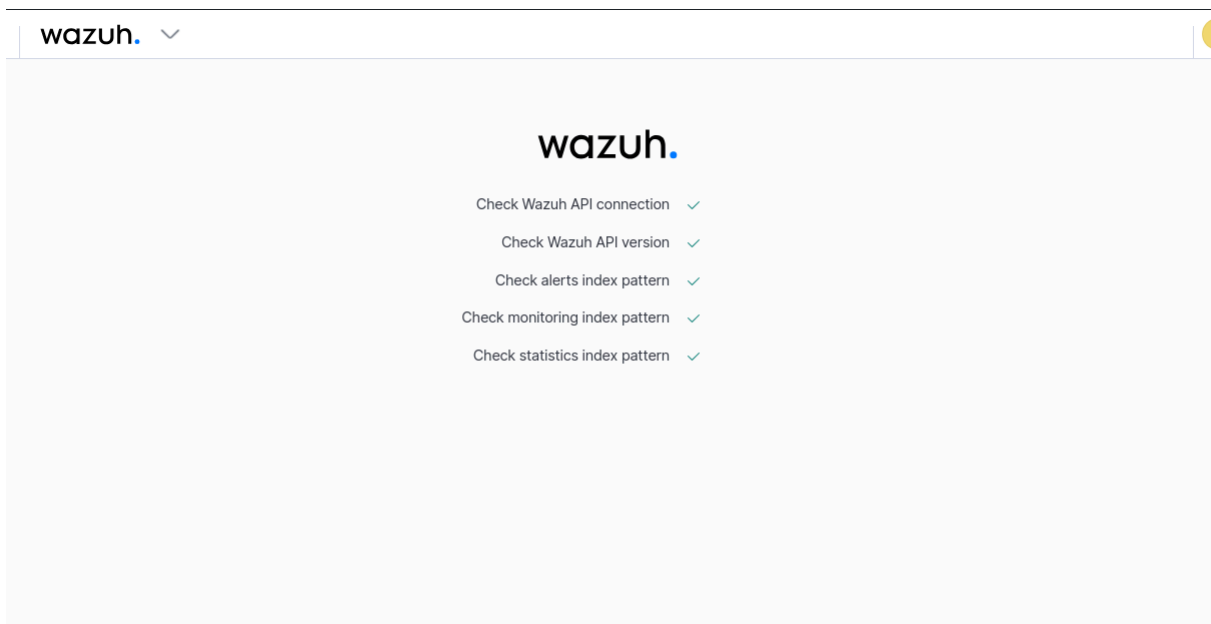 wazuh.
wazuh.
Check Wazuh API connection
Check Wazuh API version
Check alerts index pattern
Check monitoring index pattern
Check statistics index pattern